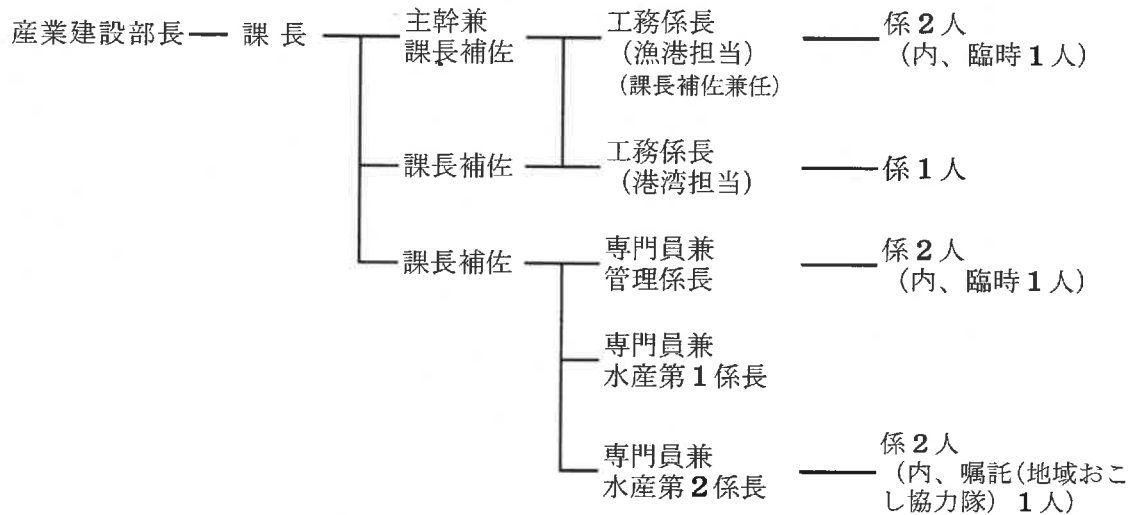 産業建設部長 課長 主幹兼
課長補佐 工務係長
(漁港担当)
(課長補佐兼任) 係2人
(内、臨時1人)
課長補佐 工務係長
(港湾担当) 係1人
課長補佐 専門員兼
管理係長 係2人
(内、臨時1人)
専門員兼
水産第1係長
専門員兼
水産第2係長 係2人
(内、嘱託(地域おこ
し協力隊) 1人)